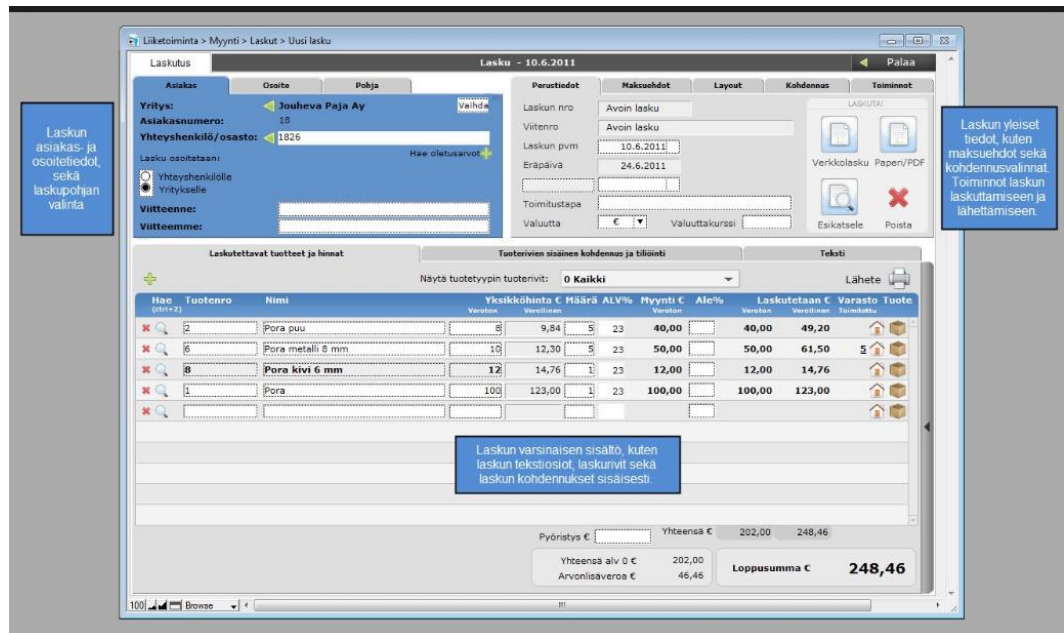 Liiketoiminta > Myynti > Laskut > Uusi lasku
Laskutus
Lasku - 10.6.2011
Palaa
Asiakas Osoite Pohja
Perustiedot Maksuehdot Layout Kohdennus Toiminnot
Yritys: Jouheva Paja Ay Vaihda
Asiakasnumero: 18
Yhteyshenkilö/osasto: 1826
Lasku osoitetaan: Hae oletusarvot
Yhteyshenkilölle
Yritykselle
Viitteenne:
Viitteemme:
Laskun nro Avoin lasku
Viitenro Avoin lasku
Laskun pvm 10.6.2011
Eräpäivä 24.6.2011
Toimitustapa
Valuutta € Valuuttakurssi
LASKUTA!
Verkkolasku Paperi/PDF
Esikatsele Poista
Laskun
asiakas- ja
osoitetiedot,
sekä
laskupohjan
valinta
Laskun yleiset
tiedot, kuten
maksuehdot sekä
kohdennusvalinnat.
Toiminnot laskun
laskuttamiseen ja
lähettämiseen.
Laskutettavat tuotteet ja hinnat
Tuoterivien sisäinen kohdennus ja tiliöinti
Teksti
Näytä tuotetyypin tuoterivit: 0 Kaikki
Lähete
Hae Tuotenro Nimi Yksikköhinta € Määrä ALV% Myynti € Ale% Laskutetaan € Varasto Tuote
(ctrl+2) Veroton Verollinen Veroton Veroton Verollinen Toimitettu
2 Pora puu 8 9,84 5 23 40,00 40,00 49,20
6 Pora metalli 8 mm 10 12,30 5 23 50,00 50,00 61,50 5
8 Pora kivi 6 mm 12 14,76 1 23 12,00 12,00 14,76
1 Pora 100 123,00 1 23 100,00 100,00 123,00
Laskun varsinaisen sisältö, kuten
laskun tekstiosiot, laskurivit sekä
laskun kohdennukset sisäisesti.
Pyöristys € Yhteensä € 202,00 248,46
Yhteensä alv 0 € 202,00
Arvonlisäveroa € 46,46
Loppusumma € 248,46
100 Browse